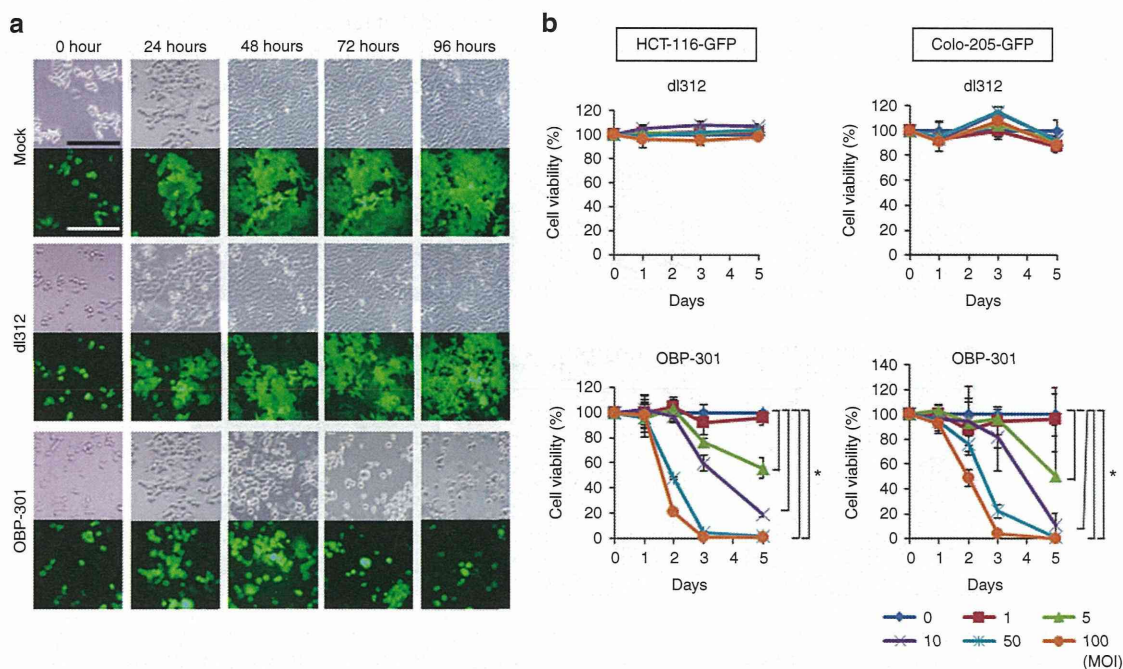 a
0 hour 24 hours 48 hours 72 hours 96 hours
Mock
dl312
OBP-301
b
HCT-116-GFP
dl312
Cell viability (%)
120
100
80
60
40
20
0
0 1 2 3 4 5
Days
Colo-205-GFP
dl312
Cell viability (%)
120
100
80
60
40
20
0
0 1 2 3 4 5
Days
OBP-301
Cell viability (%)
120
100
80
60
40
20
0
0 1 2 3 4 5
Days
*
OBP-301
Cell viability (%)
140
120
100
80
60
40
20
0
0 1 2 3 4 5
Days
*
0 1 5
10 50 100
(MOI)